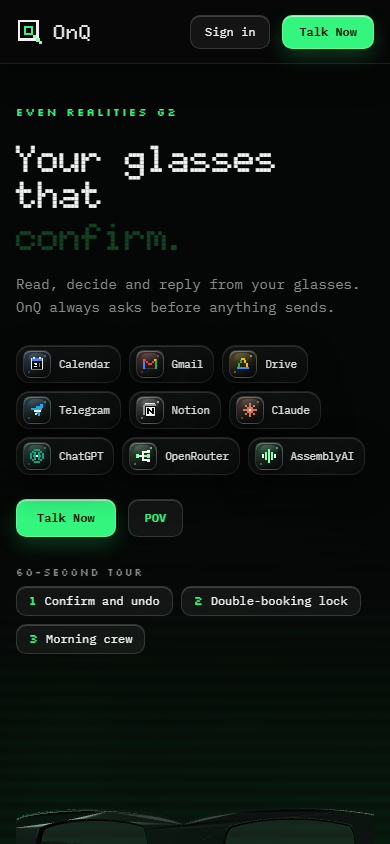 OnQ
Sign in
Talk Now
EVEN REALITIES G2
Your glasses
that
confirm.
Read, decide and reply from your glasses.
OnQ always asks before anything sends.
Calendar
Gmail
Drive
Telegram
Notion
Claude
ChatGPT
OpenRouter
AssemblyAI
Talk Now
POV
60-SECOND TOUR
1 Confirm and undo
2 Double-booking lock
3 Morning crew